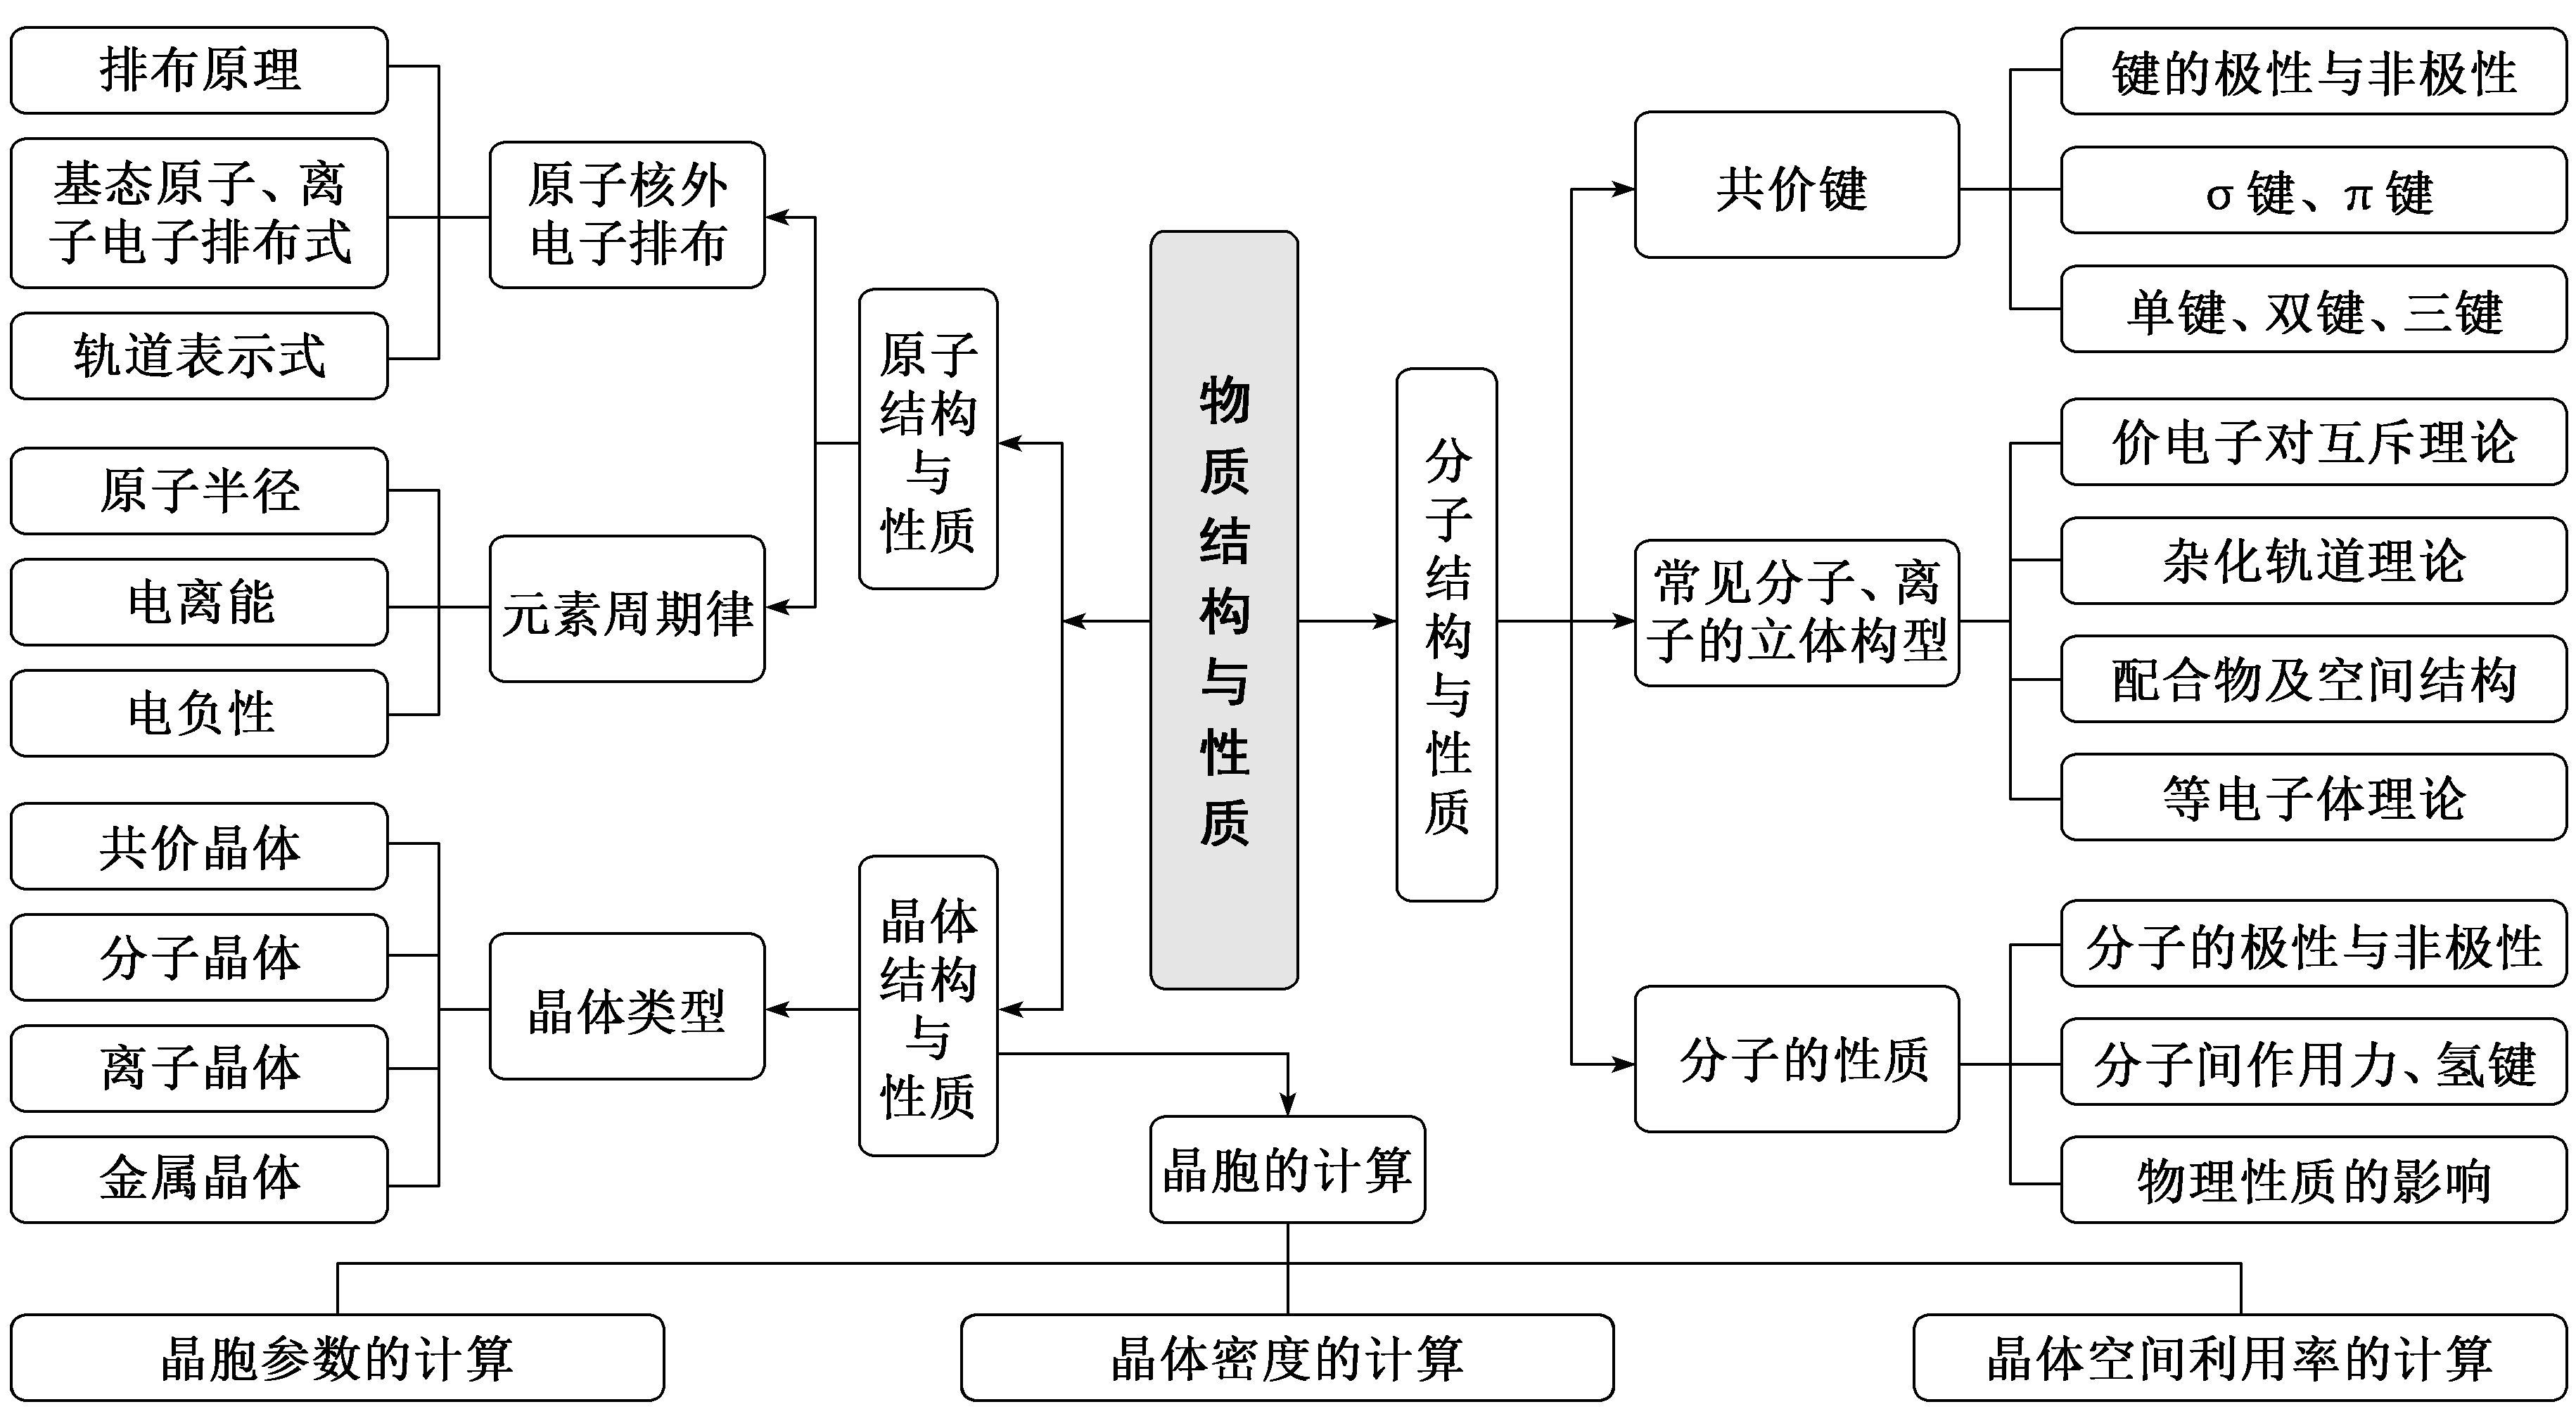 排布原理
基态原子、离
子电子排布式
轨道表示式
原子核外
电子排布
原子半径
电离能
电负性
元素周期律
原子
结构
与
性质
共价晶体
分子晶体
离子晶体
金属晶体
晶体类型
晶体
结构
与
性质
物质结构与性质
分子结构与性质
共价键
键的极性与非极性
σ键、π键
单键、双键、三键
常见分子、离
子的立体构型
价电子对互斥理论
杂化轨道理论
配合物及空间结构
等电子体理论
分子的性质
分子的极性与非极性
分子间作用力、氢键
物理性质的影响
晶胞的计算
晶胞参数的计算
晶体密度的计算
晶体空间利用率的计算